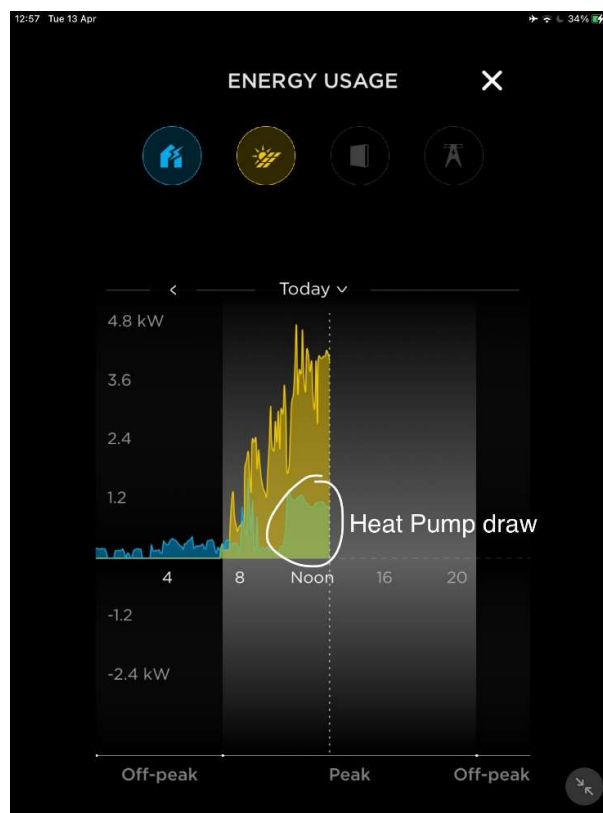 12:57 Tue 13 Apr 34%
ENERGY USAGE
Today
4.8 kW
3.6
2.4
1.2
Heat Pump draw
4 8 Noon 16 20
-1.2
-2.4 kW
Off-peak Peak Off-peak